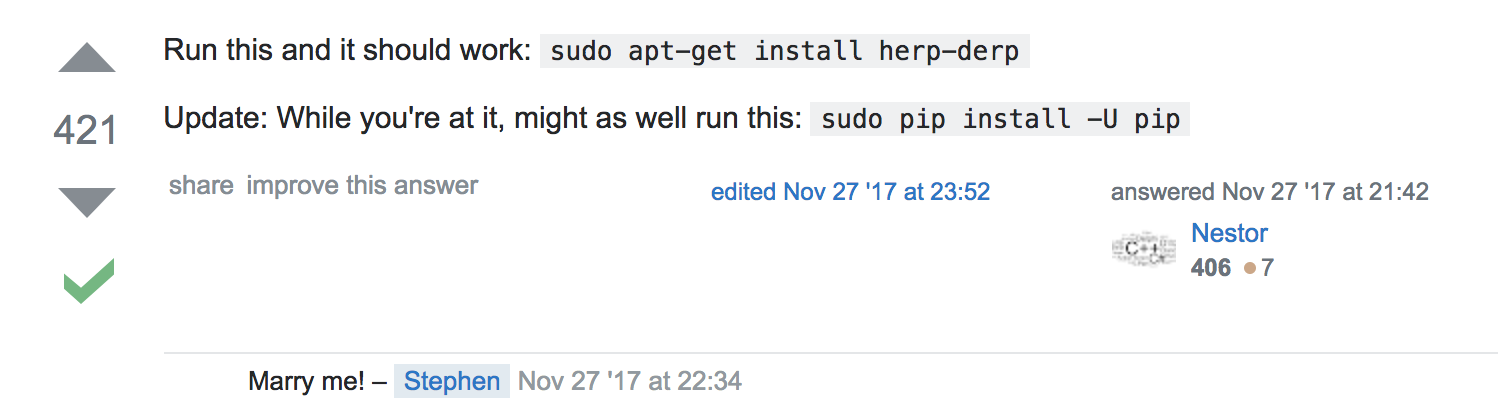 Run this and it should work: sudo apt-get install herp-derp
421
Update: While you're at it, might as well run this: sudo pip install -U pip
share improve this answer
edited Nov 27 '17 at 23:52
answered Nov 27 '17 at 21:42
C++
Nestor
406 7
Marry me! – Stephen Nov 27 '17 at 22:34